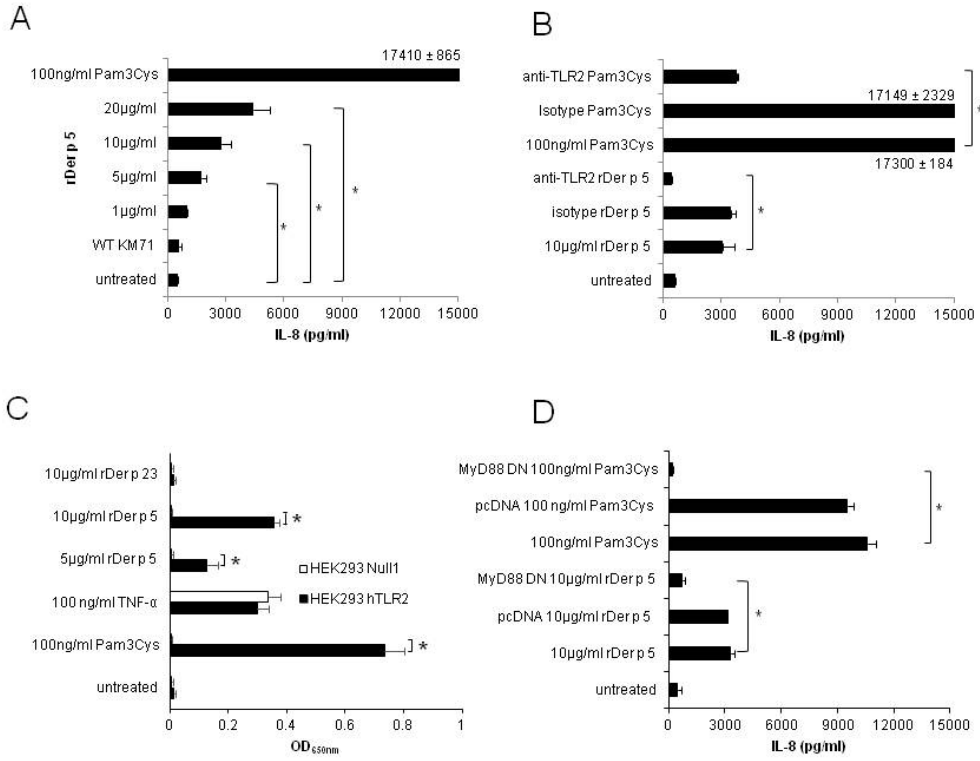 A
17410 ± 865
100ng/ml Pam3Cys
20µg/ml
10µg/ml
5µg/ml
1µg/ml
WT KM71
untreated
rDer p 5
* * *
0 3000 6000 9000 12000 15000
IL-8 (pg/ml)
B
anti-TLR2 Pam3Cys
Isotype Pam3Cys
17149 ± 2329
100ng/ml Pam3Cys
17300 ± 184
anti-TLR2 rDer p 5
isotype rDer p 5
10µg/ml rDer p 5
untreated
*
*
0 3000 6000 9000 12000 15000
IL-8 (pg/ml)
C
10µg/ml rDer p 23
10µg/ml rDer p 5
*
5µg/ml rDer p 5
*
100 ng/ml TNF-α
100ng/ml Pam3Cys
*
untreated
HEK293 Null1
HEK293 hTLR2
0 0.2 0.4 0.6 0.8 1
OD650nm
D
MyD88 DN 100ng/ml Pam3Cys
pcDNA 100 ng/ml Pam3Cys
100ng/ml Pam3Cys
MyD88 DN 10µg/ml rDer p 5
pcDNA 10µg/ml rDer p 5
10µg/ml rDer p 5
untreated
*
*
0 3000 6000 9000 12000 15000
IL-8 (pg/ml)